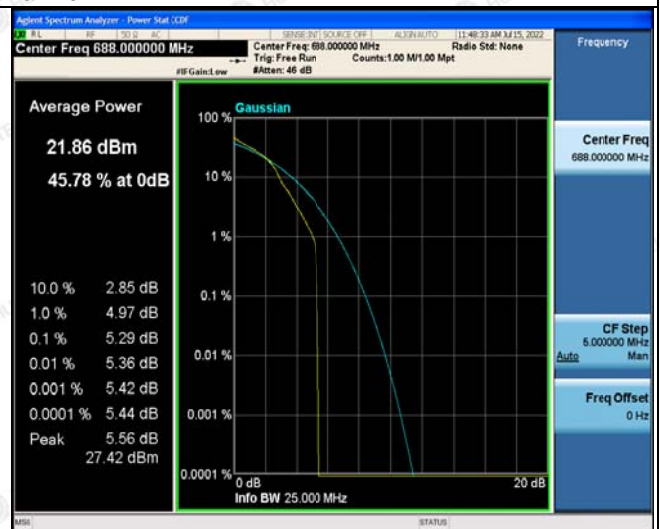 Agilent Spectrum Analyzer - Power Stat CCDF
RL RF 50 Ω AC SENSE:INT SOURCE OFF ALIGN AUTO 11:48:33 AM Jul 15, 2022
Center Freq 688.000000 MHz
Center Freq: 688.000000 MHz Radio Std: None
Trig: Free Run Counts:1.00 M/1.00 Mpt
#IFGain:Low #Atten: 46 dB
Frequency
Average Power
21.86 dBm
45.78 % at 0dB
10.0 % 2.85 dB
1.0 % 4.97 dB
0.1 % 5.29 dB
0.01 % 5.36 dB
0.001 % 5.42 dB
0.0001 % 5.44 dB
Peak 5.56 dB
27.42 dBm
Gaussian
100 %
10 %
1 %
0.1 %
0.01 %
0.001 %
0.0001 %
0 dB 20 dB
Info BW 25.000 MHz
Center Freq
688.000000 MHz
CF Step
5.000000 MHz
Auto Man
Freq Offset
0 Hz
MSG STATUS